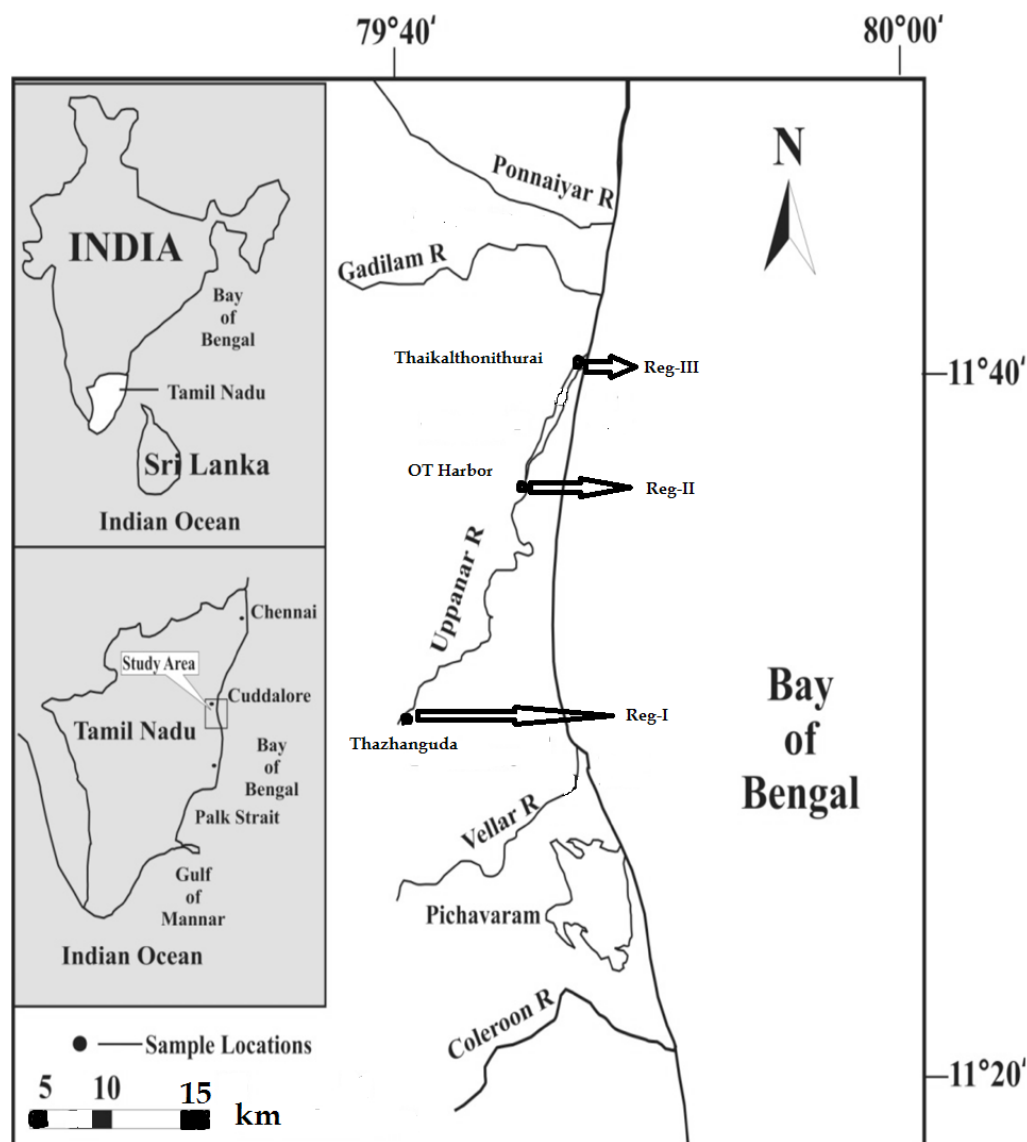 79°40'
80°00'
INDIA
Bay
of
Bengal
Tamil Nadu
Sri Lanka
Indian Ocean
Chennai
Study Area
Cuddalore
Tamil Nadu
Bay
of
Bengal
Palk Strait
Gulf
of
Mannar
Indian Ocean
Sample Locations
5 10 15
km
Ponnaiyar R
Gadilam R
Thaikalthonithurai
Reg-III
OT Harbor
Reg-II
Uppanar R
Reg-I
Thazhanguda
Vellar R
Pichavaram
Coleroon R
N
11°40'
Bay
of
Bengal
11°20'